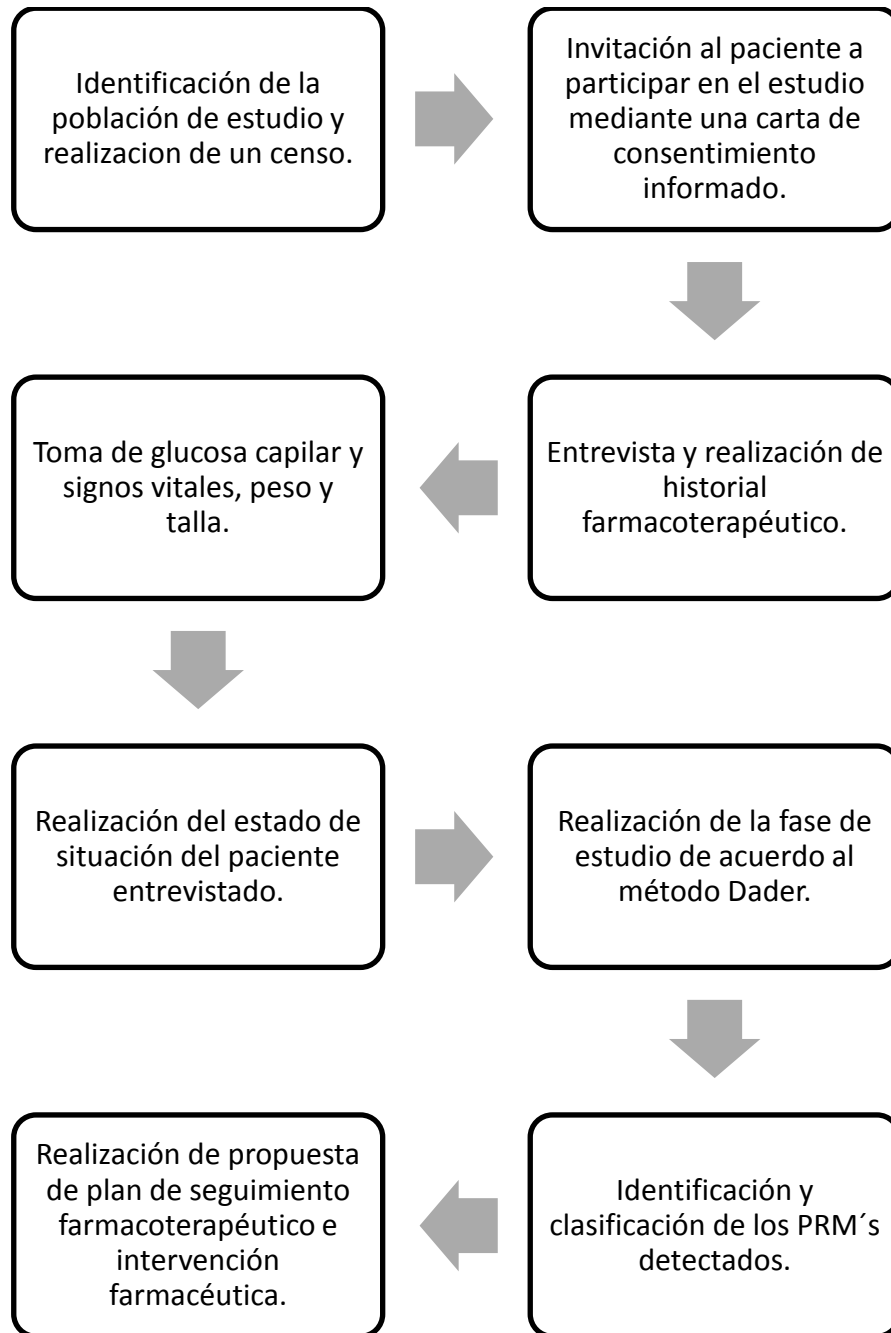 Identificación de la
población de estudio y
realizacion de un censo.
Invitación al paciente a
participar en el estudio
mediante una carta de
consentimiento
informado.
Entrevista y realización de
historial
farmacoterapéutico.
Toma de glucosa capilar y
signos vitales, peso y
talla.
Realización del estado de
situación del paciente
entrevistado.
Realización de la fase de
estudio de acuerdo al
método Dader.
Identificación y
clasificación de los PRM´s
detectados.
Realización de propuesta
de plan de seguimiento
farmacoterapéutico e
intervención
farmacéutica.